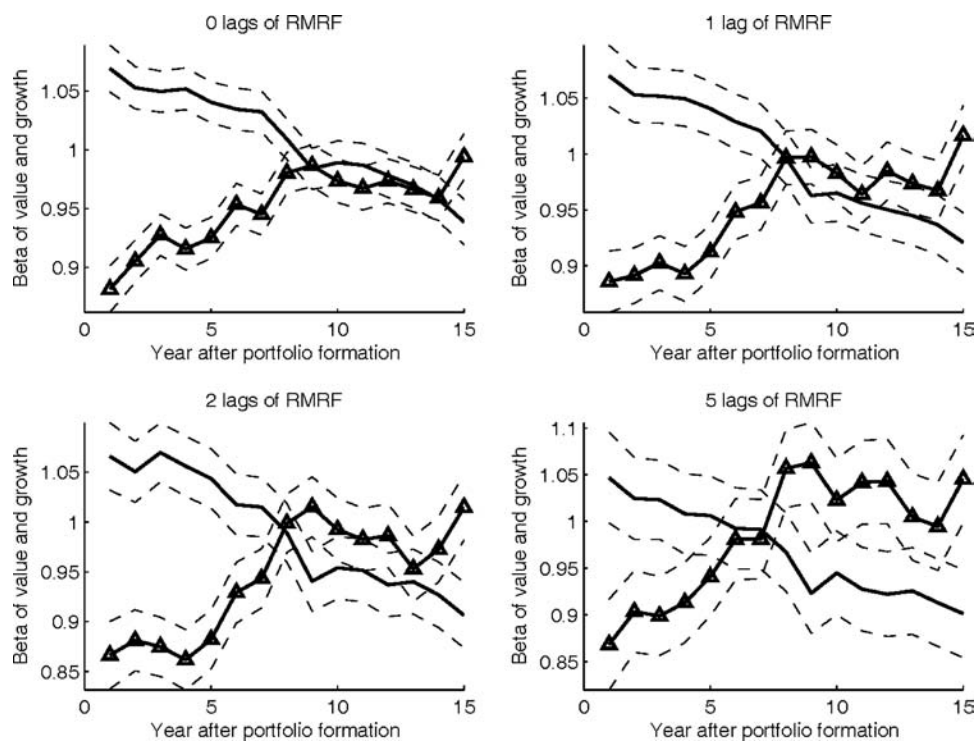 0 lags of RMRF
Beta of value and growth
1.05
1
0.95
0.9
0 5 10 15
Year after portfolio formation
1 lag of RMRF
Beta of value and growth
1.05
1
0.95
0.9
0 5 10 15
Year after portfolio formation
2 lags of RMRF
Beta of value and growth
1.05
1
0.95
0.9
0.85
0 5 10 15
Year after portfolio formation
5 lags of RMRF
Beta of value and growth
1.1
1.05
1
0.95
0.9
0.85
0 5 10 15
Year after portfolio formation